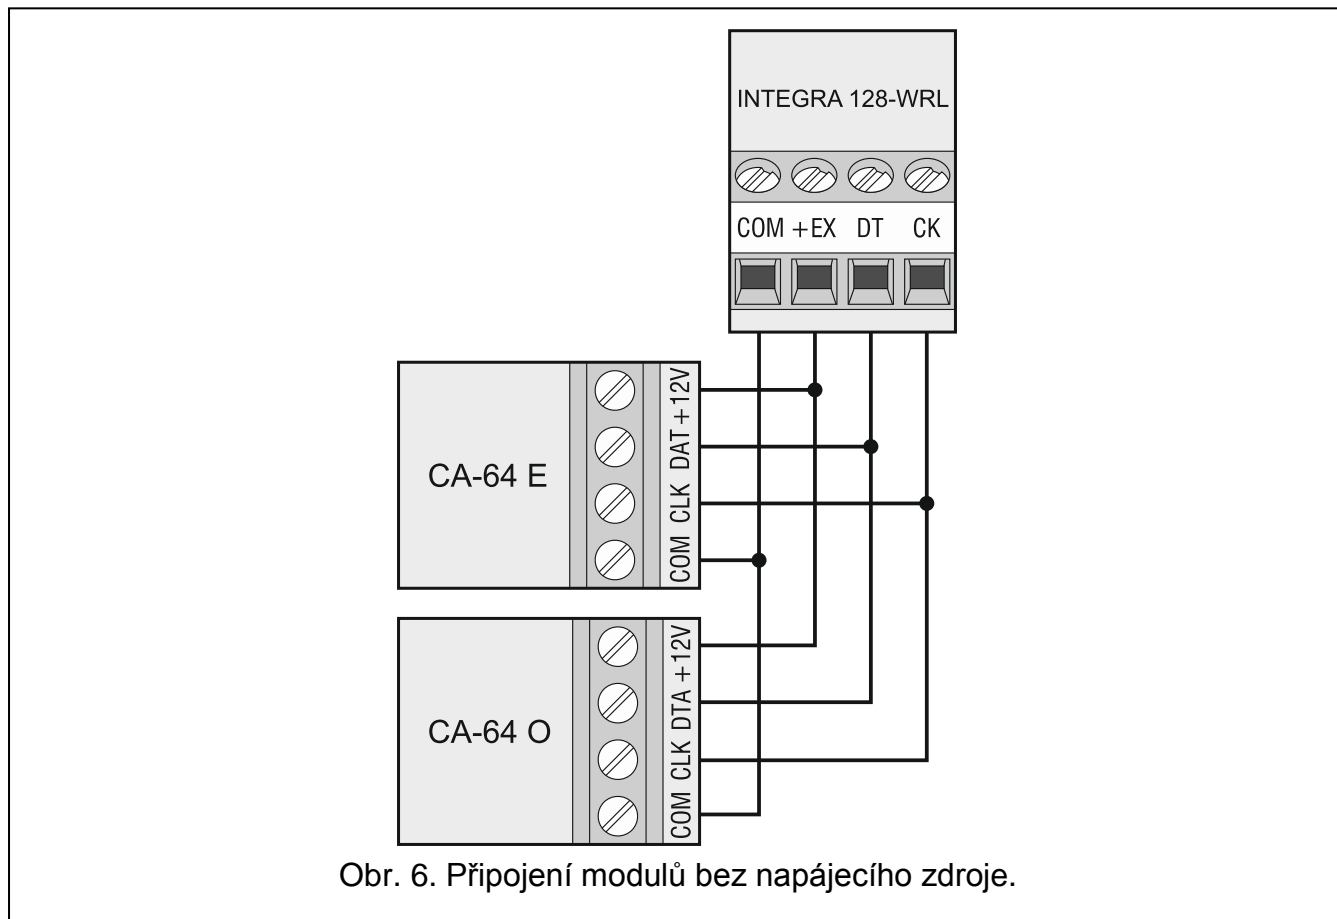 INTEGRA 128-WRL
COM +EX DT CK
CA-64 E
+12V
DAT
CLK
COM
CA-64 O
+12V
DTA
CLK
COM
Obr. 6. Připojení modulů bez napájecího zdroje.